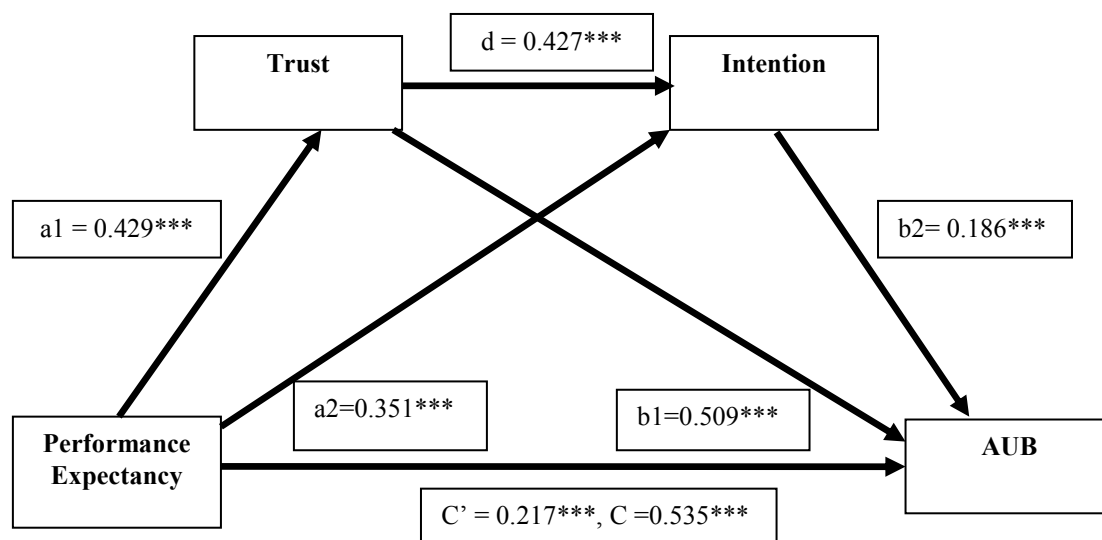 d = 0.427***
Trust
Intention
a1 = 0.429***
b2= 0.186***
a2=0.351***
b1=0.509***
Performance
Expectancy
AUB
C’ = 0.217***, C =0.535***